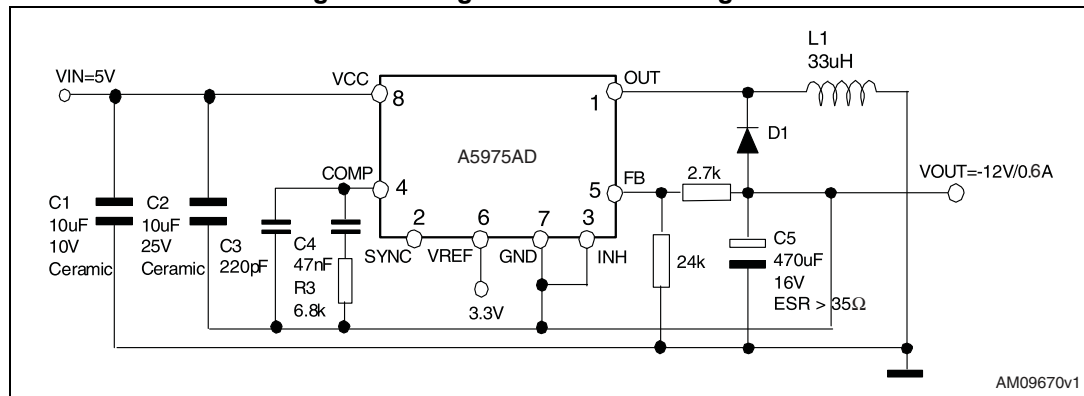 VIN=5V
VCC
8
OUT
1
L1
33uH
D1
A5975AD
COMP
4
FB
5
2.7k
VOUT=-12V/0.6A
C1
10uF
10V
Ceramic
C2
10uF
25V
Ceramic
C3
220pF
C4
47nF
R3
6.8k
2
SYNC
6
VREF
7
GND
3
INH
3.3V
24k
C5
470uF
16V
ESR > 35Ω
AM09670v1